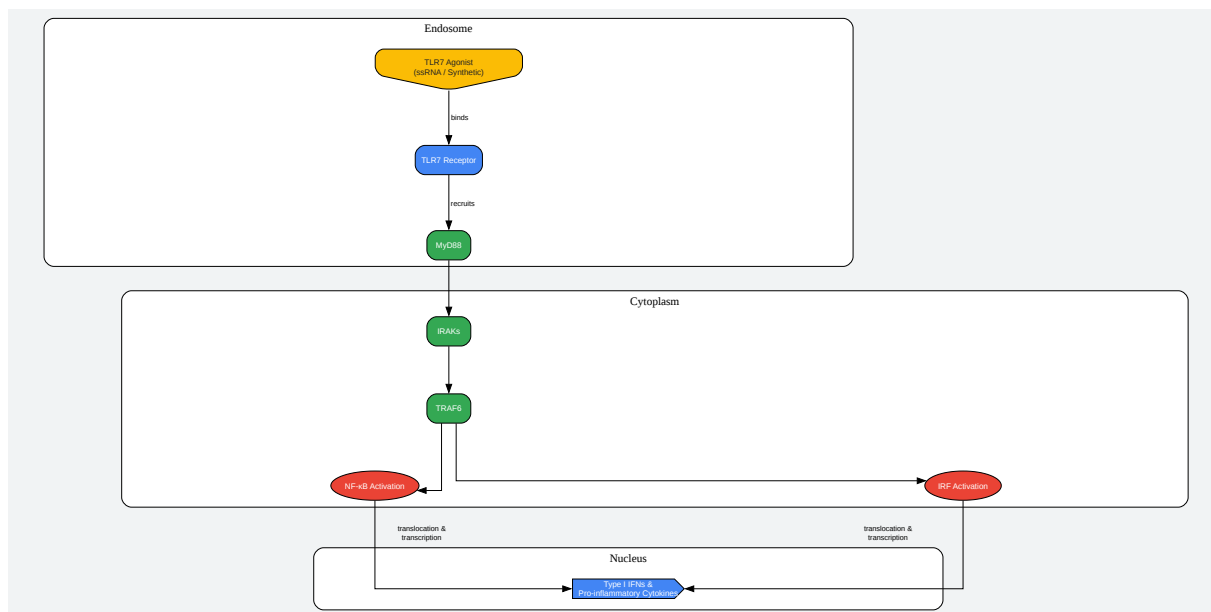 Endosome
TLR7 Agonist
(ssRNA / Synthetic)
binds
TLR7 Receptor
recruits
MyD88
Cytoplasm
IRAKs
TRAF6
NF-κB Activation
IRF Activation
translocation &
transcription
translocation &
transcription
Nucleus
Type I IFNs &
Pro-inflammatory Cytokines